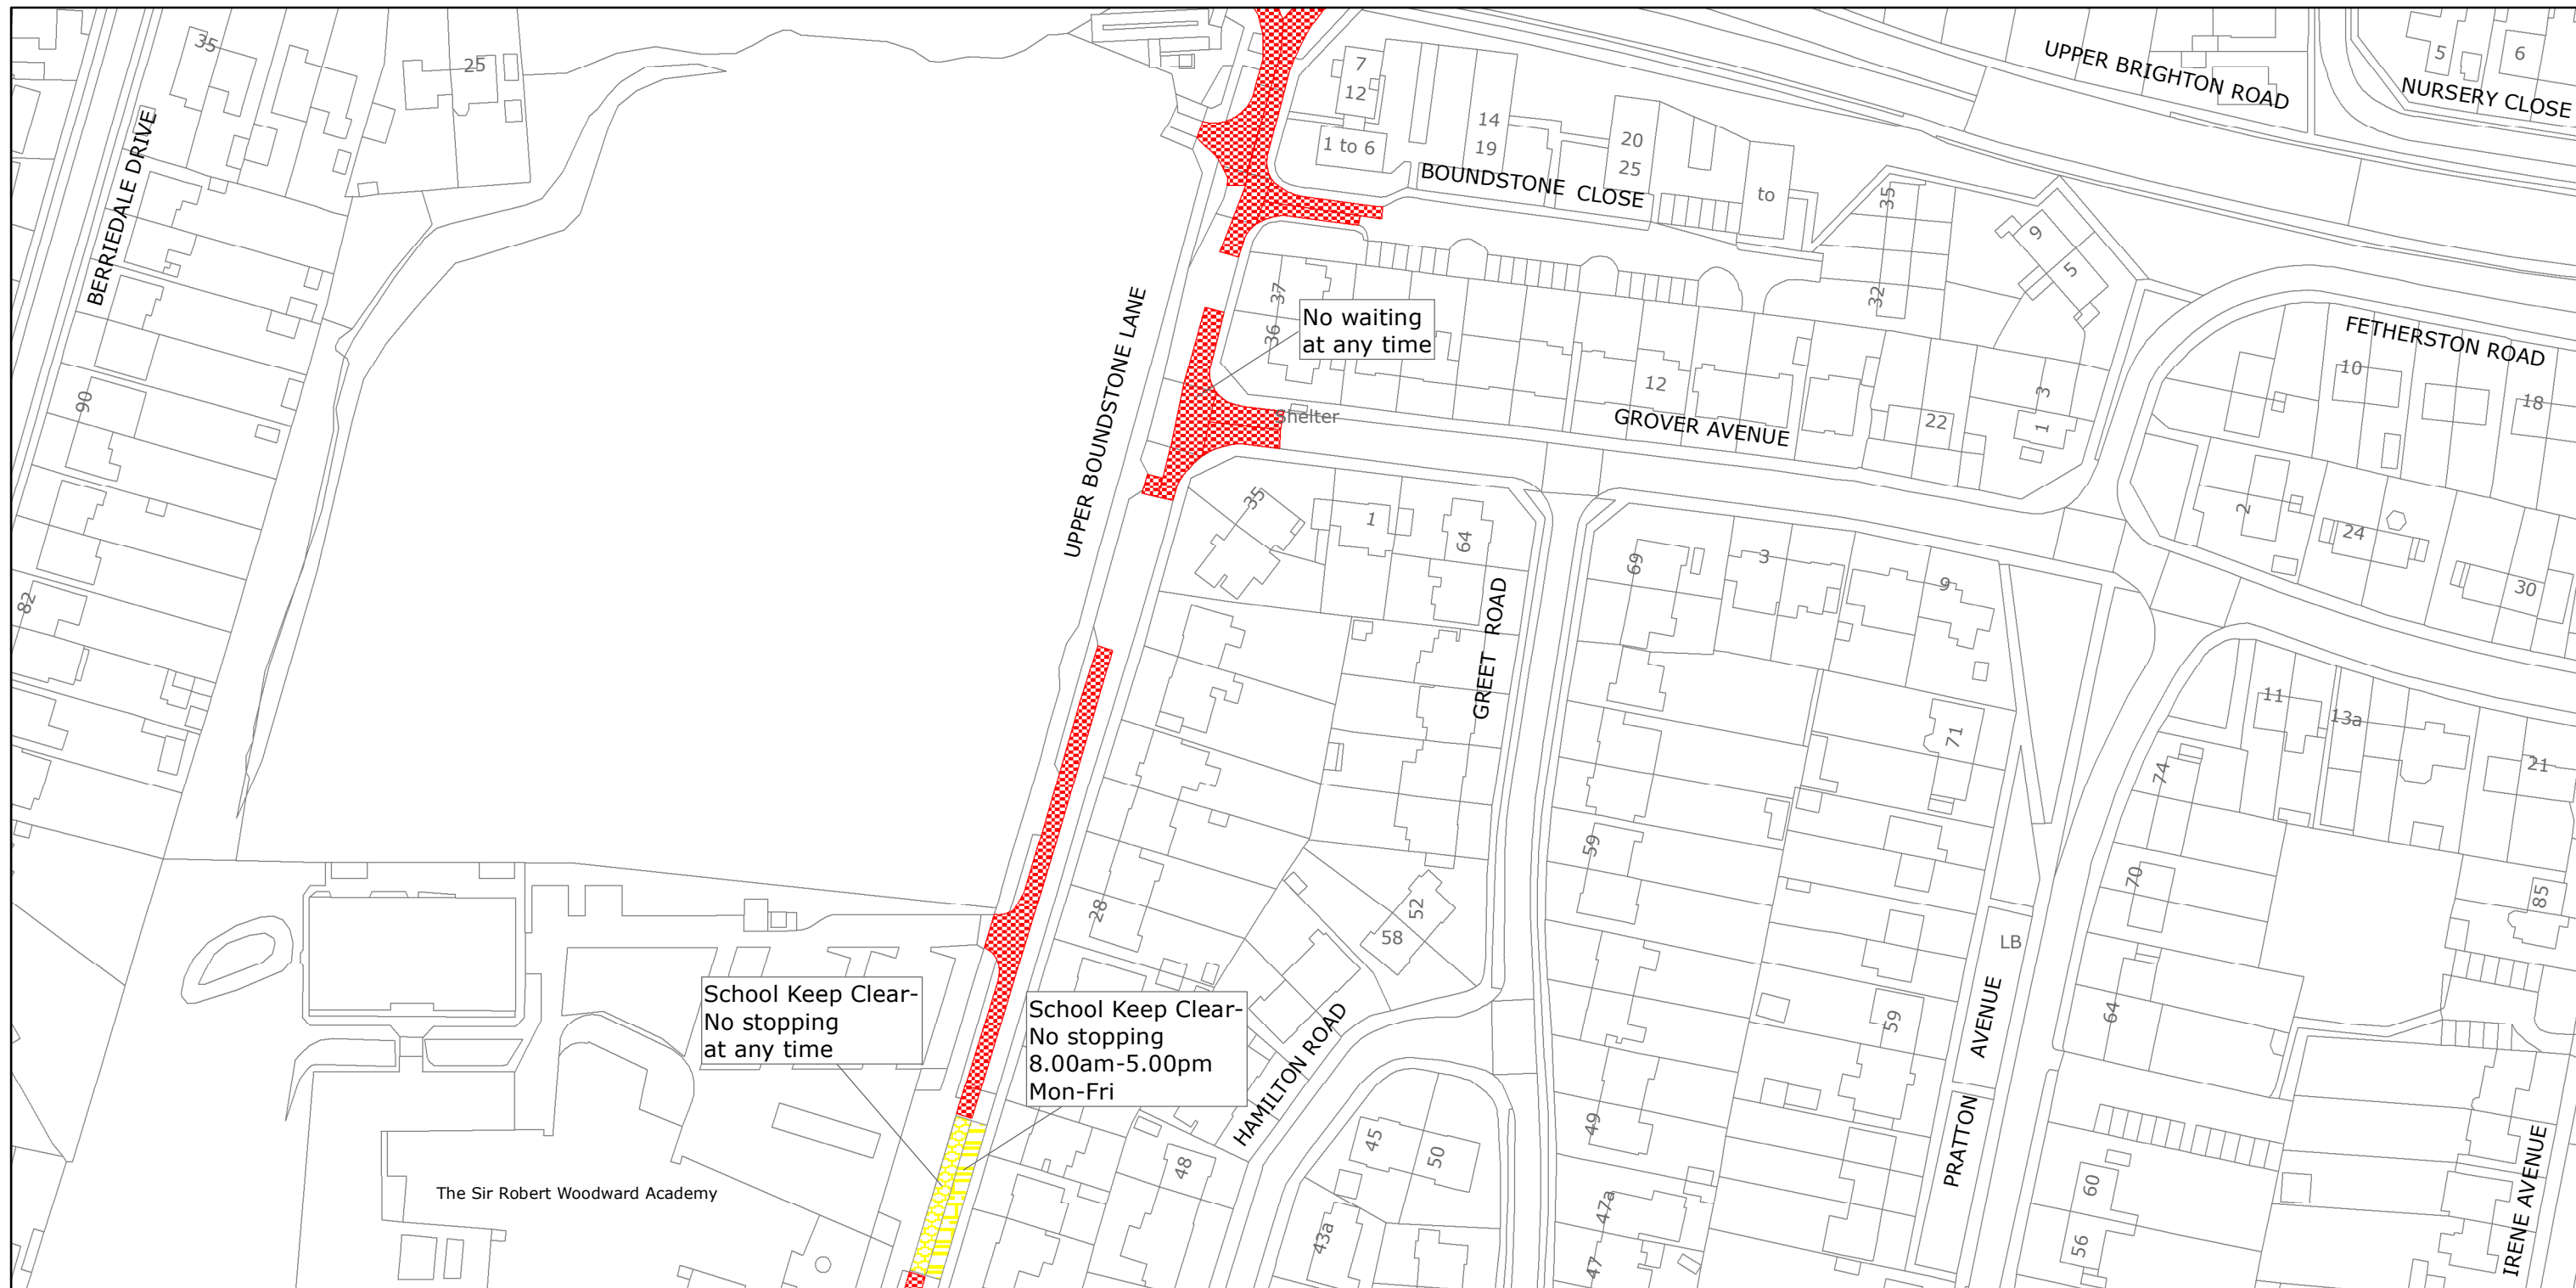 35
25
BERRIEDALE DRIVE
90
82
7
12
1 to 6
14
19
20
25
to
BOUNDSTONE CLOSE
UPPER BRIGHTON ROAD
5
6
NURSERY CLOSE
35
32
9
5
3
1
37
36
No waiting
at any time
Shelter
12
GROVER AVENUE
22
FETHERSTON ROAD
10
18
2
24
30
UPPER BOUNDSTONE LANE
35
1
64
GREET ROAD
69
3
9
71
11
13a
21
74
70
85
59
52
58
28
LB
64
59
PRATTON AVENUE
School Keep Clear-
No stopping
at any time
School Keep Clear-
No stopping
8.00am-5.00pm
Mon-Fri
HAMILTON ROAD
48
45
50
43a
49
47a
47
60
56
IRENE AVENUE
The Sir Robert Woodward Academy